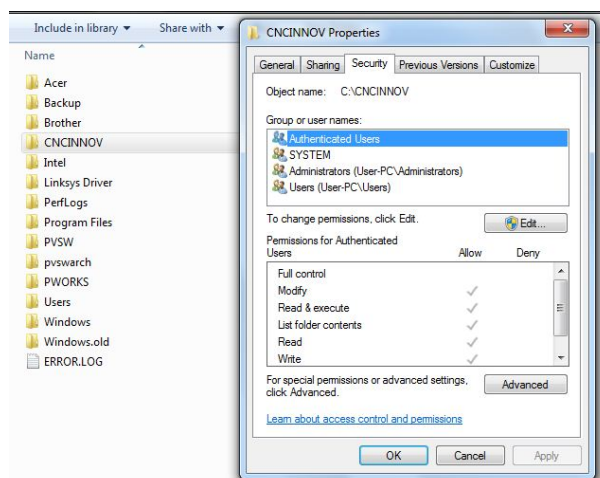 Include in library
Share with
Name
Acer
Backup
Brother
CNCINNOV
Intel
Linksys Driver
PerfLogs
Program Files
PVSW
pvswarch
PWORKS
Users
Windows
Windows.old
ERROR.LOG
CNCINNOV Properties
General Sharing Security Previous Versions Customize
Object name: C:\CNCINNOV
Group or user names:
Authenticated Users
SYSTEM
Administrators (User-PC\Administrators)
Users (User-PC\Users)
To change permissions, click Edit.
Edit...
Permissions for Authenticated
Users Allow Deny
Full control
Modify
Read & execute
List folder contents
Read
Write
For special permissions or advanced settings,
click Advanced.
Advanced
Learn about access control and permissions
OK Cancel Apply